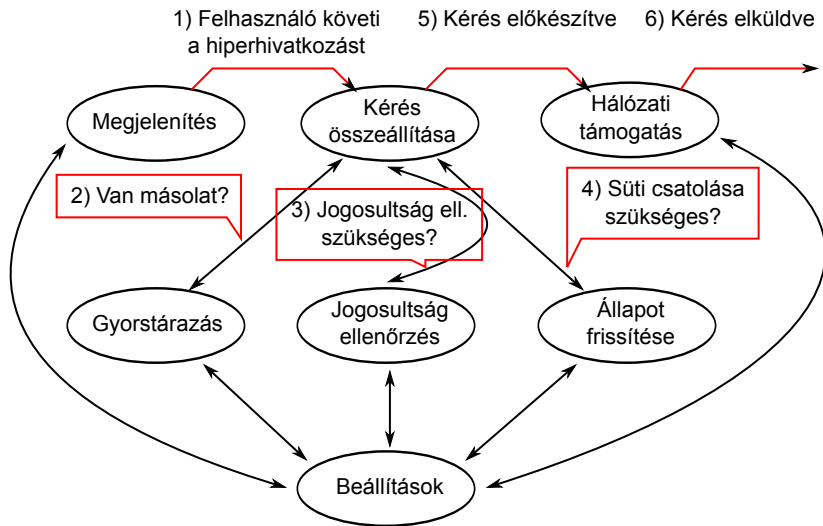 1) Felhasználó követi
a hiperhivatkozást
5) Kérés előkészítve
6) Kérés elküldve
Megjelenítés
Kérés
összeállítása
Hálózati
támogatás
2) Van másolat?
3) Jogosultság ell.
szükséges?
4) Süti csatolása
szükséges?
Gyorstárazás
Jogosultság
ellenőrzés
Állapot
frissítése
Beállítások